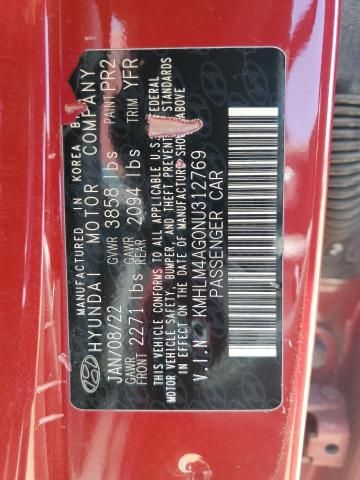 MANUFACTURED IN KOREA B
HYUNDAI MOTOR COMPANY
JAN/08/22 GVWR 3858 lbs PAINT PR2
GAWR FRONT 2271 lbs GAWR REAR 2094 lbs TRIM YFR
THIS VEHICLE CONFORMS TO ALL APPLICABLE U.S. FEDERAL
MOTOR VEHICLE SAFETY, BUMPER, AND THEFT PREVENTION STANDARDS
IN EFFECT ON THE DATE OF MANUFACTURE SHOWN ABOVE
V.I.N: KMHLM4AG0NU312769
PASSENGER CAR